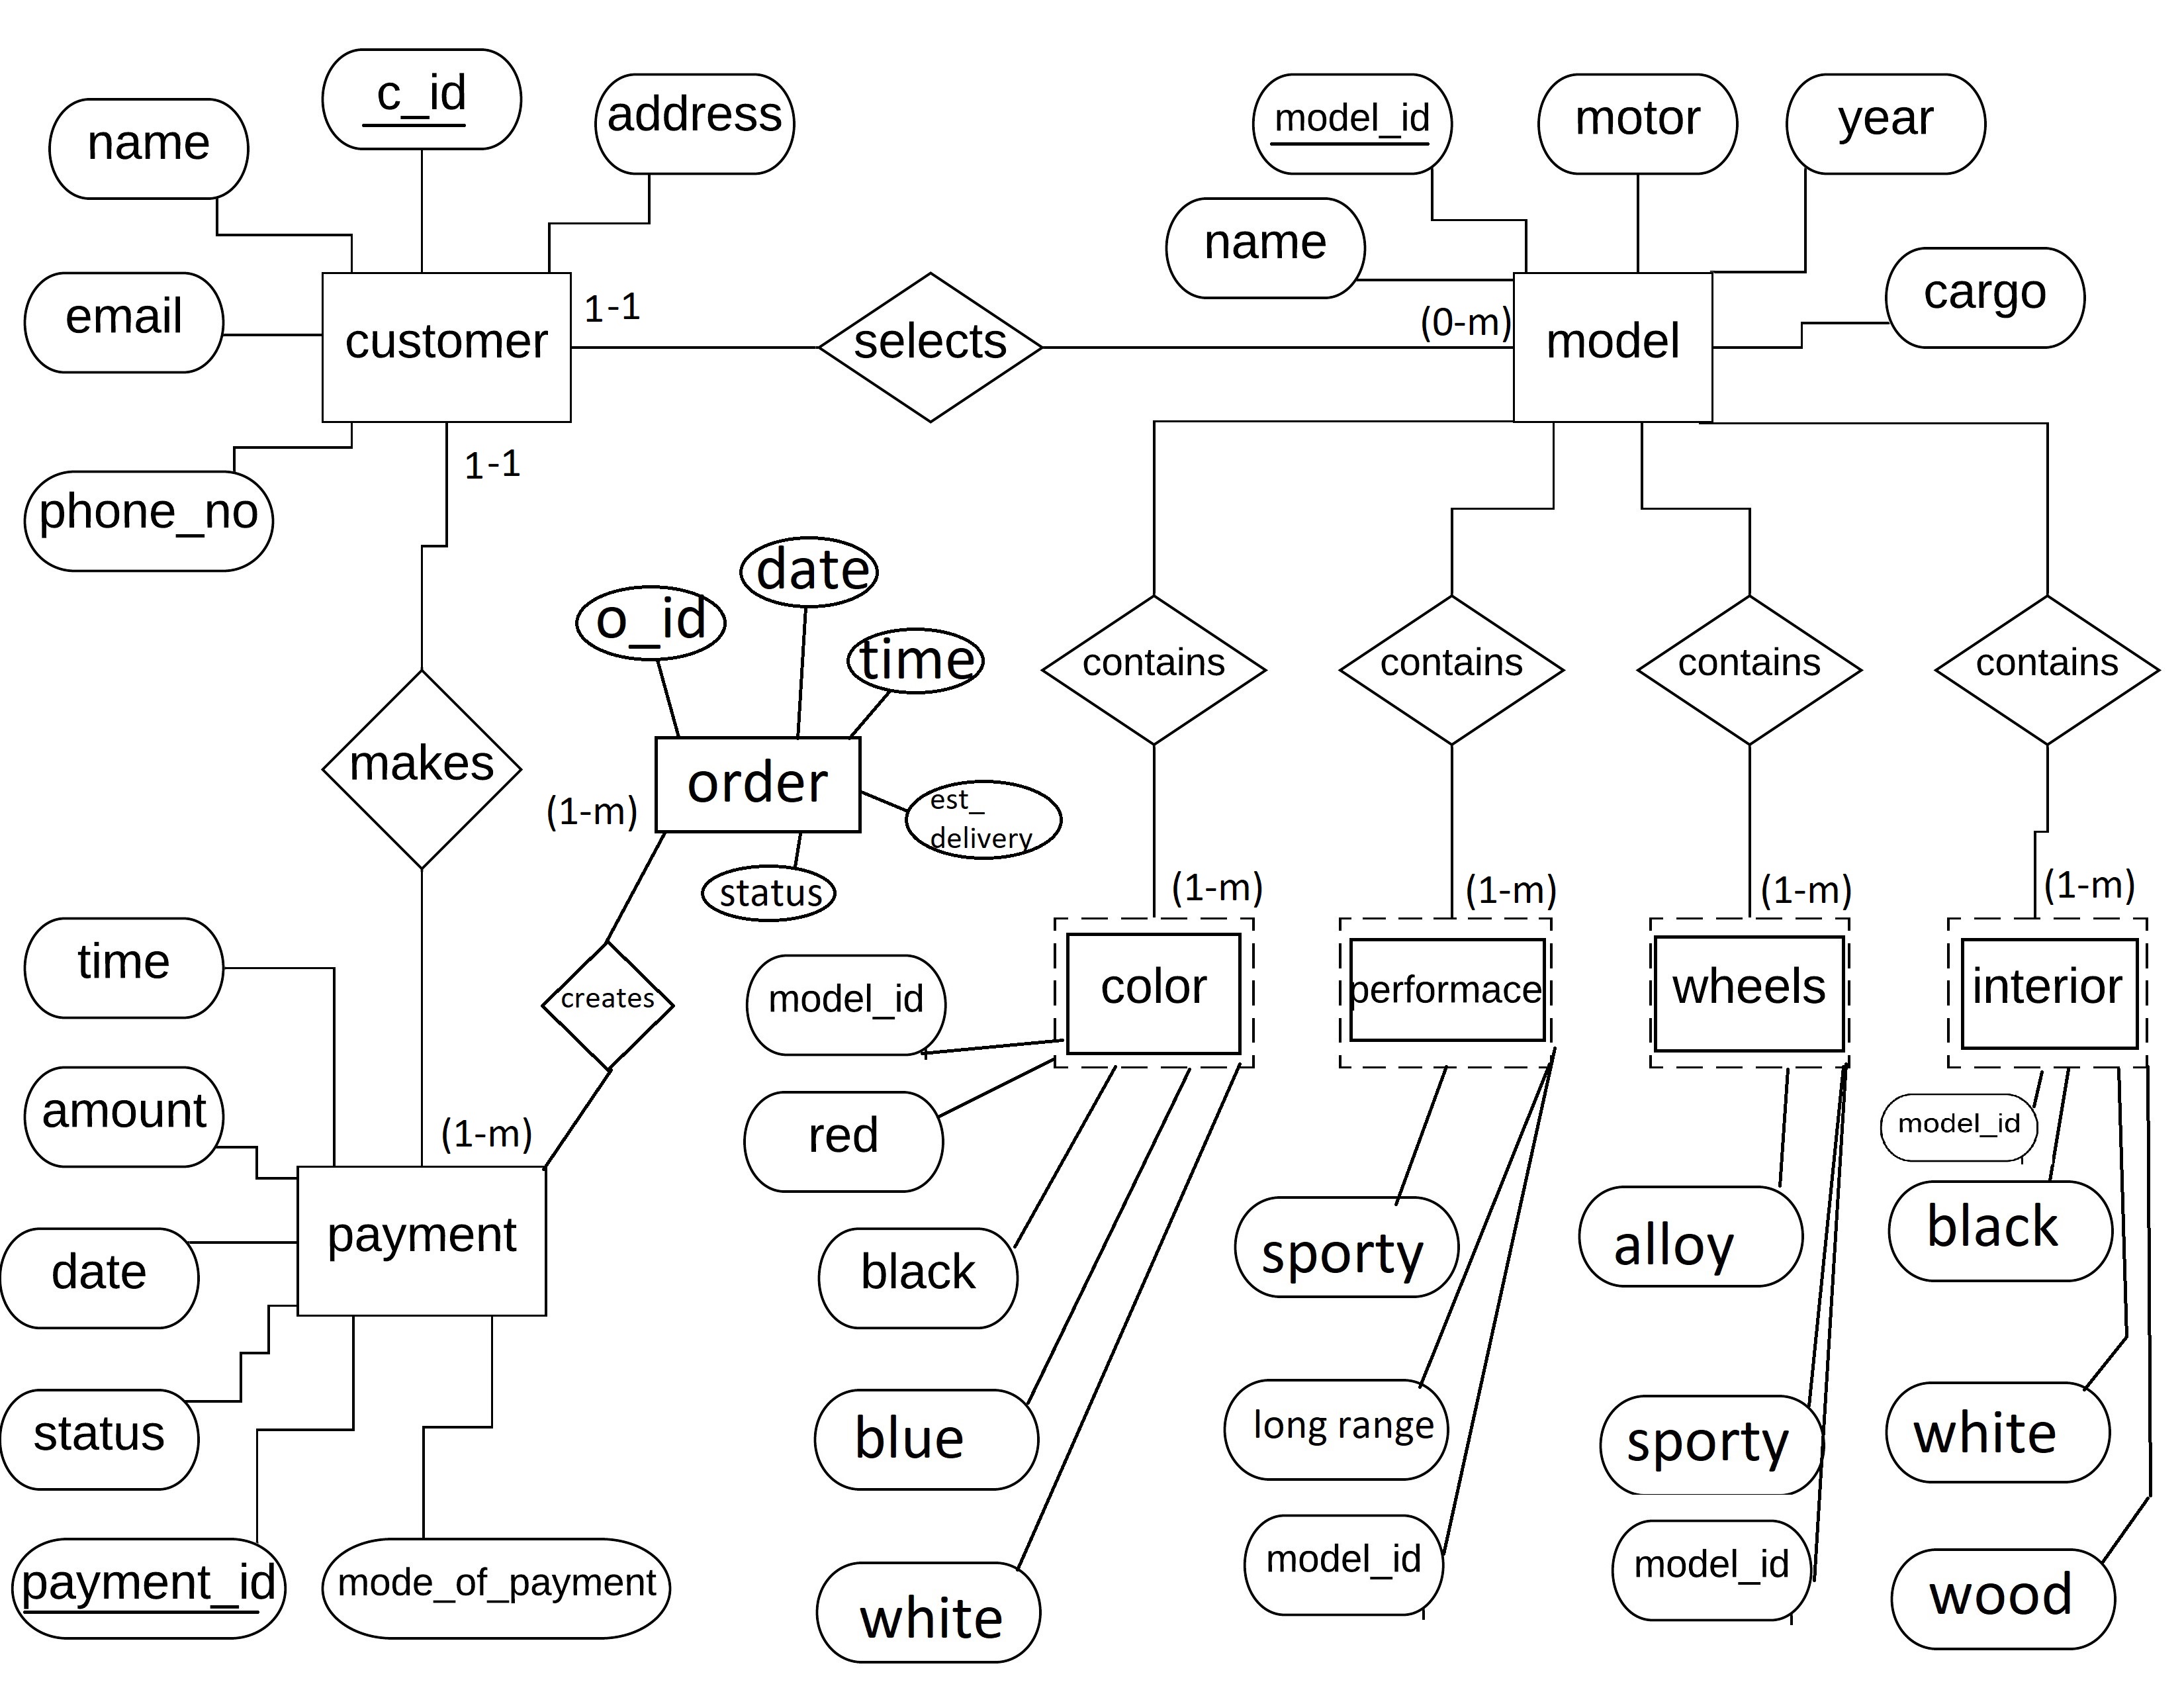 c_id
address
name
model_id
motor
year
name
cargo
email
customer
1-1
selects
(0-m)
model
1-1
phone_no
date
o_id
time
contains
contains
contains
contains
makes
order
(1-m)
est_
delivery
status
(1-m)
(1-m)
(1-m)
(1-m)
time
creates
model_id
color
performace
wheels
interior
amount
(1-m)
red
model_id
payment
date
black
sporty
alloy
black
status
blue
long range
sporty
white
payment_id
mode_of_payment
white
model_id
model_id
wood